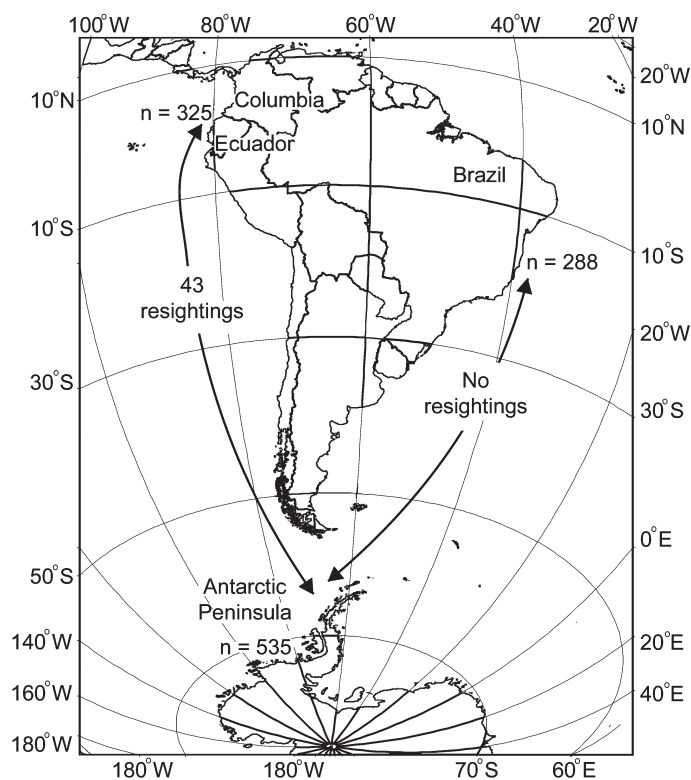 100°W 80°W 60°W 40°W 20°W
20°W
10°N
10°N
Columbia
n = 325
Ecuador
Brazil
10°S
10°S
n = 288
43
resightings
20°W
30°S
30°S
No
resightings
0°E
50°S
Antarctic
Peninsula
140°W
20°E
n = 535
160°W
40°E
180°W
180°W 180°W 70°S 60°E